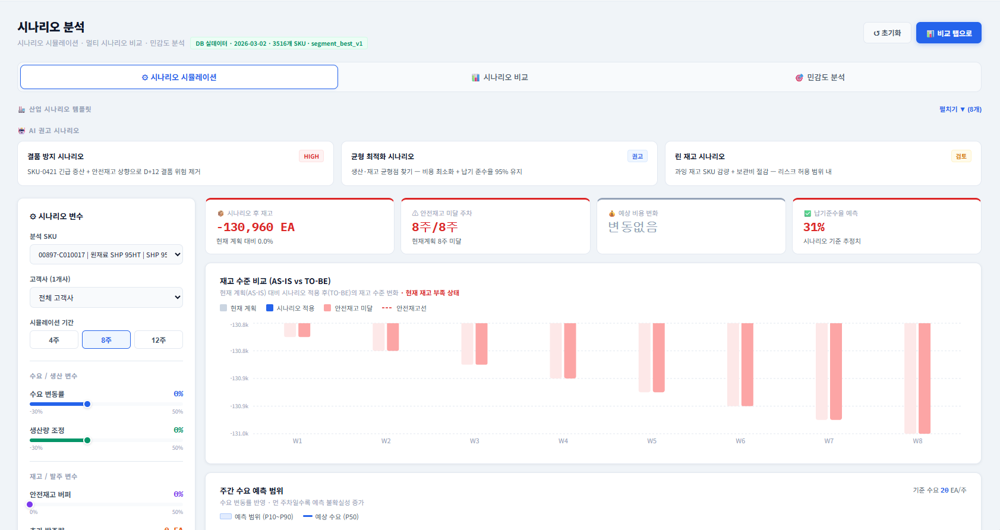 시나리오 분석
시나리오 시뮬레이션 · 멀티 시나리오 비교 · 민감도 분석
DB 실데이터 · 2026-03-02 · 3516개 SKU · segment_best_v1
↺ 초기화
비교 탭으로
시나리오 시뮬레이션
시나리오 비교
민감도 분석
산업 시나리오 템플릿
펼치기 ▼ (8개)
AI 권고 시나리오
결품 방지 시나리오
HIGH
SKU-0421 긴급 증산 + 안전재고 상향으로 D+12 결품 위험 제거
균형 최적화 시나리오
권고
생산·재고 균형점 찾기 — 비용 최소화 + 납기 준수율 95% 유지
린 재고 시나리오
검토
과잉 재고 SKU 감량 + 보관비 절감 — 리스크 허용 범위 내
시나리오 변수
분석 SKU
00897-C010017 | 원재료 SHP 95HT | SHP 95
고객사 (1개사)
전체 고객사
시뮬레이션 기간
4주
8주
12주
수요 / 생산 변수
수요 변동률
0%
-30%
50%
생산량 조정
0%
-30%
50%
재고 / 발주 변수
안전재고 버퍼
0%
0%
50%
추가 발주량
0 EA
시나리오 후 재고
-130,960 EA
현재 계획 대비 0.0%
안전재고 미달 주차
8주/8주
현재계획 8주 미달
예상 비용 변화
변동없음
납기준수율 예측
31%
시나리오 기준 추정치
재고 수준 비교 (AS-IS vs TO-BE)
현재 계획(AS-IS) 대비 시나리오 적용 후(TO-BE)의 재고 수준 변화 · 현재 재고 부족 상태
현재 계획
시나리오 적용
안전재고 미달
안전재고선
-130.8k
-130.8k
-130.9k
-130.9k
-131.0k
W1
W2
W3
W4
W5
W6
W7
W8
주간 수요 예측 범위
기준 수요 20 EA/주
수요 변동률 반영 · 먼 주차일수록 예측 불확실성 증가
예측 범위 (P10~P90)
예상 수요 (P50)